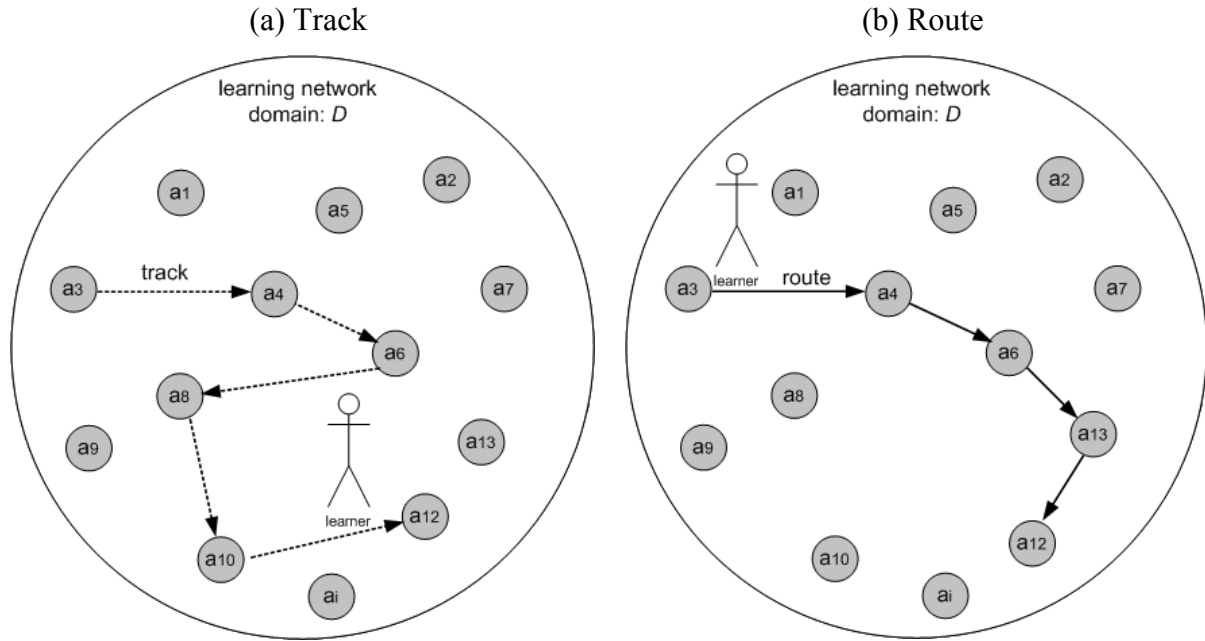 (a) Track
learning network
domain: D
a1
a5
a2
a3
track
a4
a7
a6
a8
a9
a13
learner
a12
a10
ai
(b) Route
learning network
domain: D
a1
a5
a2
a3
learner
route
a4
a7
a6
a8
a13
a9
a12
a10
ai